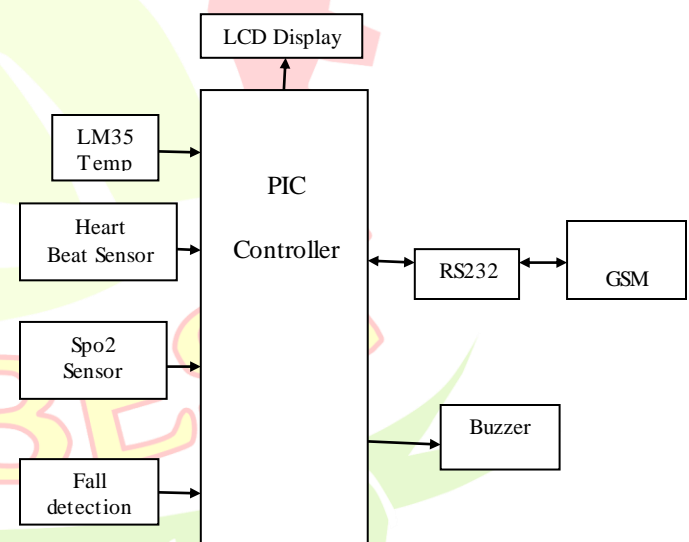 LCD Display
LM35
Temp
PIC
Controller
Heart
Beat Sensor
RS232
GSM
Spo2
Sensor
Buzzer
Fall
detection